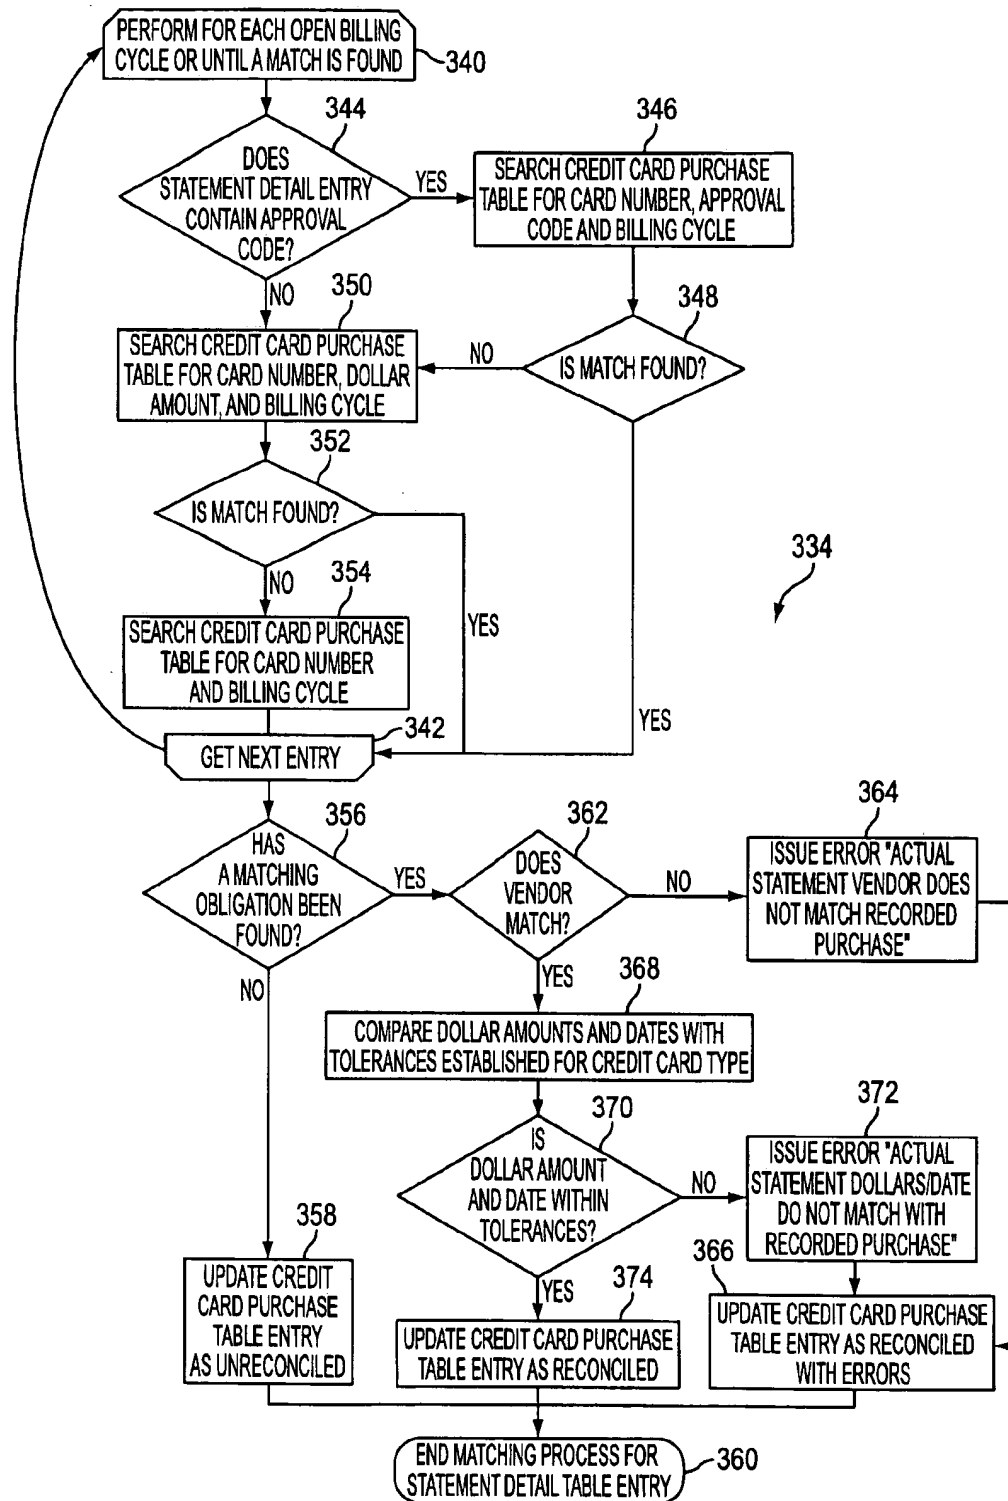 PERFORM FOR EACH OPEN BILLING
CYCLE OR UNTIL A MATCH IS FOUND
340
344
DOES
STATEMENT DETAIL ENTRY
CONTAIN APPROVAL
CODE?
YES
346
SEARCH CREDIT CARD PURCHASE
TABLE FOR CARD NUMBER, APPROVAL
CODE AND BILLING CYCLE
NO
350
SEARCH CREDIT CARD PURCHASE
TABLE FOR CARD NUMBER, DOLLAR
AMOUNT, AND BILLING CYCLE
NO
348
IS MATCH FOUND?
352
IS MATCH FOUND?
334
NO
354
YES
SEARCH CREDIT CARD PURCHASE
TABLE FOR CARD NUMBER
AND BILLING CYCLE
YES
342
GET NEXT ENTRY
356
HAS
A MATCHING
OBLIGATION BEEN
FOUND?
YES
362
DOES
VENDOR
MATCH?
NO
364
ISSUE ERROR "ACTUAL
STATEMENT VENDOR DOES
NOT MATCH RECORDED
PURCHASE"
NO
YES
368
COMPARE DOLLAR AMOUNTS AND DATES WITH
TOLERANCES ESTABLISHED FOR CREDIT CARD TYPE
370
IS
DOLLAR AMOUNT
AND DATE WITHIN
TOLERANCES?
NO
372
ISSUE ERROR "ACTUAL
STATEMENT DOLLARS/DATE
DO NOT MATCH WITH
RECORDED PURCHASE"
358
UPDATE CREDIT
CARD PURCHASE
TABLE ENTRY
AS UNRECONCILED
YES
374
UPDATE CREDIT CARD PURCHASE
TABLE ENTRY AS RECONCILED
366
UPDATE CREDIT CARD PURCHASE
TABLE ENTRY AS RECONCILED
WITH ERRORS
END MATCHING PROCESS FOR
STATEMENT DETAIL TABLE ENTRY
360